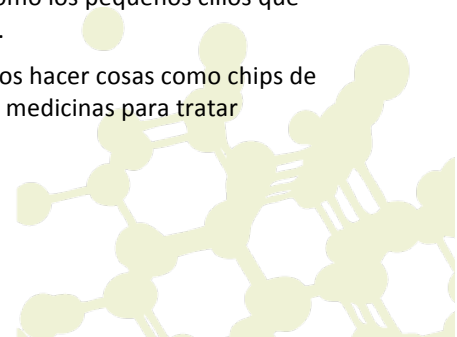 omo los pequeños cilios que
.
os hacer cosas como chips de
medicinas para tratar